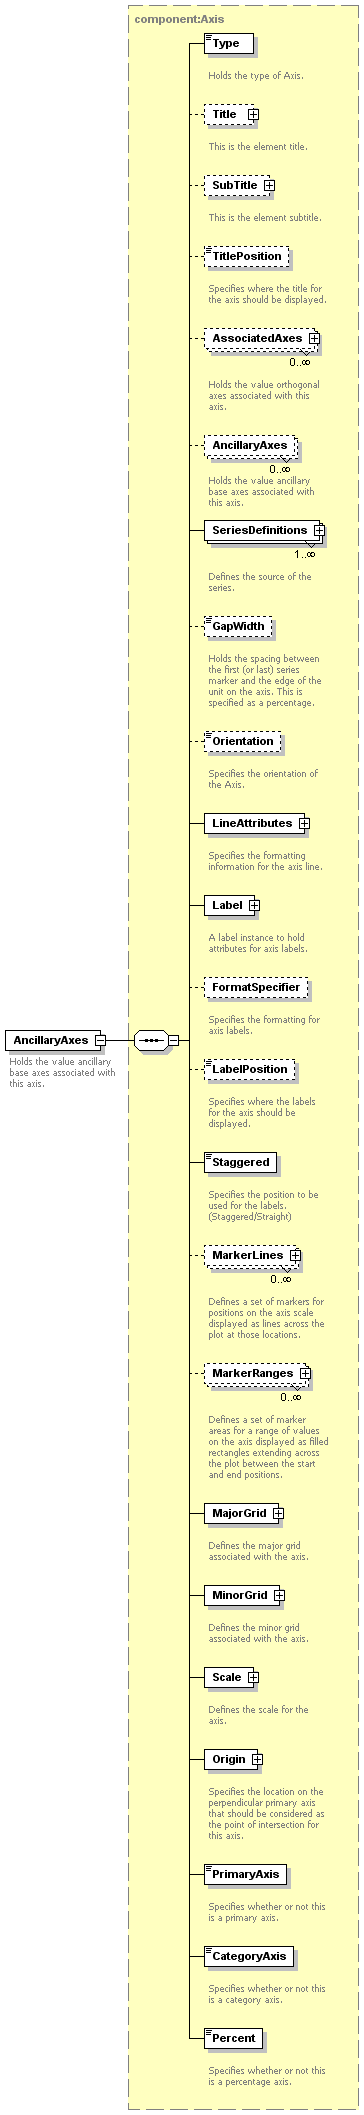 component:Axis
Type
Holds the type of Axis.
Title
This is the element title.
SubTitle
This is the element subtitle.
TitlePosition
Specifies where the title for
the axis should be displayed.
AssociatedAxes
0..∞
Holds the value orthogonal
axes associated with this
axis.
AncillaryAxes
0..∞
Holds the value ancillary
base axes associated with
this axis.
SeriesDefinitions
1..∞
Defines the source of the
series.
GapWidth
Holds the spacing between
the first (or last) series
marker and the edge of the
unit on the axis. This is
specified as a percentage.
Orientation
Specifies the orientation of
the Axis.
LineAttributes
Specifies the formatting
information for the axis line.
Label
A label instance to hold
attributes for axis labels.
FormatSpecifier
Specifies the formatting for
axis labels.
AncillaryAxes
Holds the value ancillary
base axes associated with
this axis.
LabelPosition
Specifies where the labels
for the axis should be
displayed.
Staggered
Specifies the position to be
used for the labels.
(Staggered/Straight)
MarkerLines
0..∞
Defines a set of markers for
positions on the axis scale
displayed as lines across the
plot at those locations.
MarkerRanges
0..∞
Defines a set of marker
areas for a range of values
on the axis displayed as filled
rectangles extending across
the plot between the start
and end positions.
MajorGrid
Defines the major grid
associated with the axis.
MinorGrid
Defines the minor grid
associated with the axis.
Scale
Defines the scale for the
axis.
Origin
Specifies the location on the
perpendicular primary axis
that should be considered as
the point of intersection for
this axis.
PrimaryAxis
Specifies whether or not this
is a primary axis.
CategoryAxis
Specifies whether or not this
is a category axis.
Percent
Specifies whether or not this
is a percentage axis.